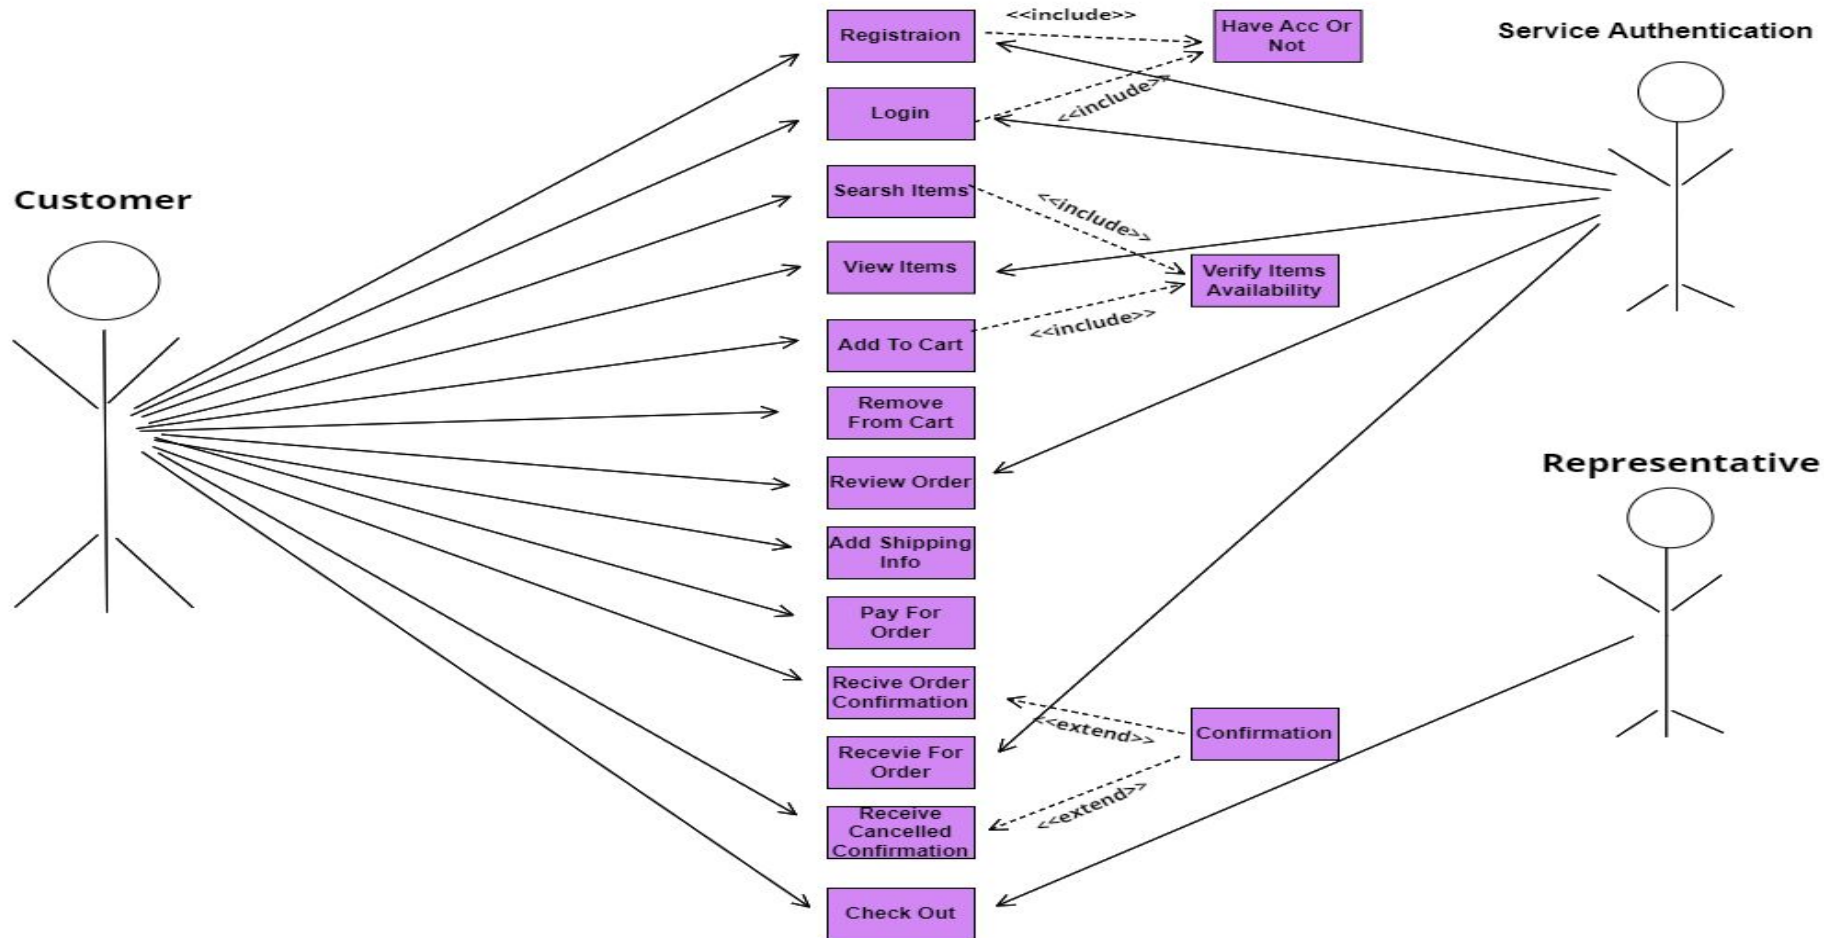 Registraion
<<include>>
Have Acc Or
Not
Service Authentication
Login
<<include>>
Customer
Searsh Items
<<include>>
View Items
Verify Items
Availability
Add To Cart
<<include>>
Remove
From Cart
Review Order
Representative
Add Shipping
Info
Pay For
Order
Recive Order
Confirmation
<<extend>>
Confirmation
Recevie For
Order
<<extend>>
Receive
Cancelled
Confirmation
Check Out